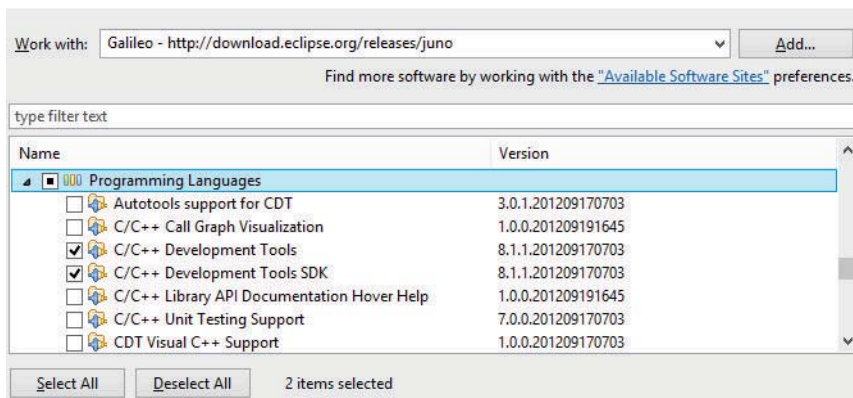 Work with: Galileo - http://download.eclipse.org/releases/juno Add...
Find more software by working with the "Available Software Sites" preferences.
type filter text
Name Version
Programming Languages
Autotools support for CDT 3.0.1.201209170703
C/C++ Call Graph Visualization 1.0.0.201209191645
C/C++ Development Tools 8.1.1.201209170703
C/C++ Development Tools SDK 8.1.1.201209170703
C/C++ Library API Documentation Hover Help 1.0.0.201209191645
C/C++ Unit Testing Support 7.0.0.201209170703
CDT Visual C++ Support 1.0.0.201209170703
Select All Deselect All 2 items selected